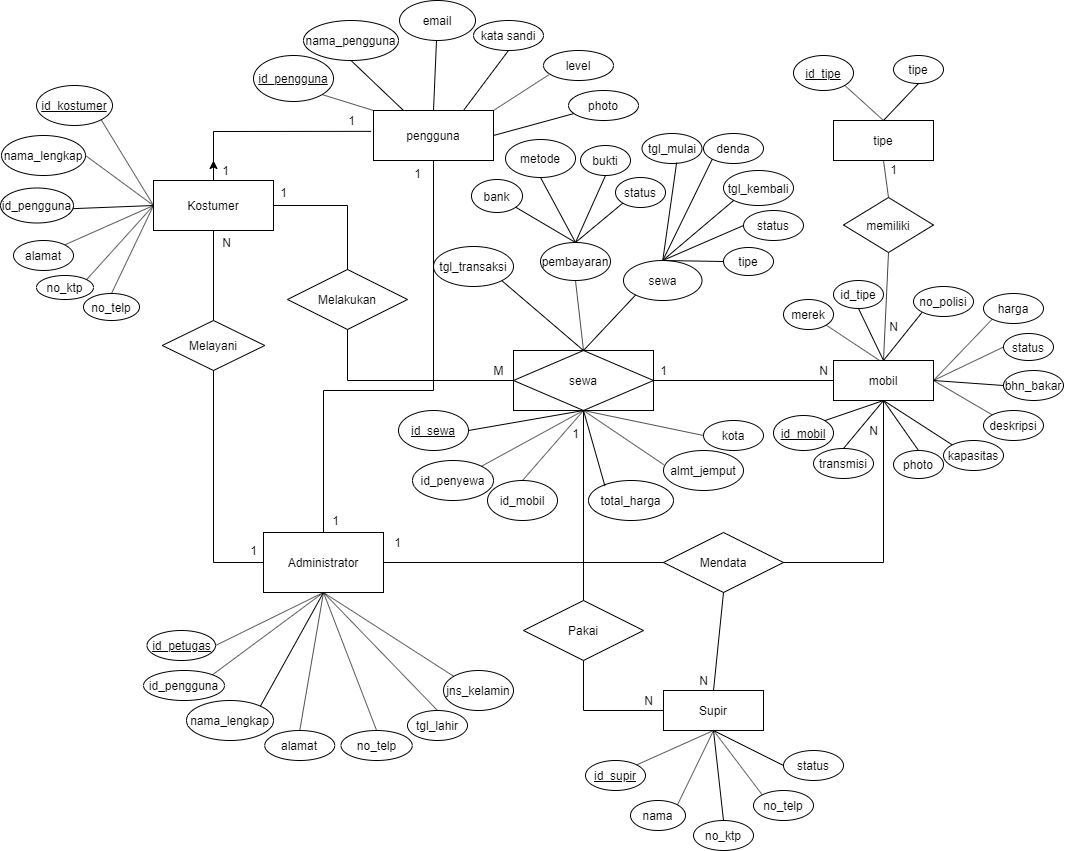 email
nama_pengguna
kata sandi
id_pengguna
level
photo
pengguna
1
1
id_kostumer
nama_lengkap
id_pengguna
alamat
no_ktp
no_telp
1
Kostumer
1
N
Melayani
Melakukan
M
1
1
Administrator
1
1
id_petugas
id_pengguna
nama_lengkap
alamat
no_telp
tgl_lahir
jns_kelamin
metode
bukti
bank
status
pembayaran
tgl_transaksi
tgl_mulai
denda
tgl_kembali
status
tipe
sewa
sewa
1
1
id_sewa
id_penyewa
id_mobil
total_harga
almt_jemput
kota
id_tipe
tipe
tipe
1
memiliki
N
merek
id_tipe
no_polisi
harga
status
bhn_bakar
deskripsi
N
mobil
id_mobil
N
transmisi
photo
kapasitas
Mendata
Pakai
N
N
Supir
id_supir
nama
no_ktp
no_telp
status